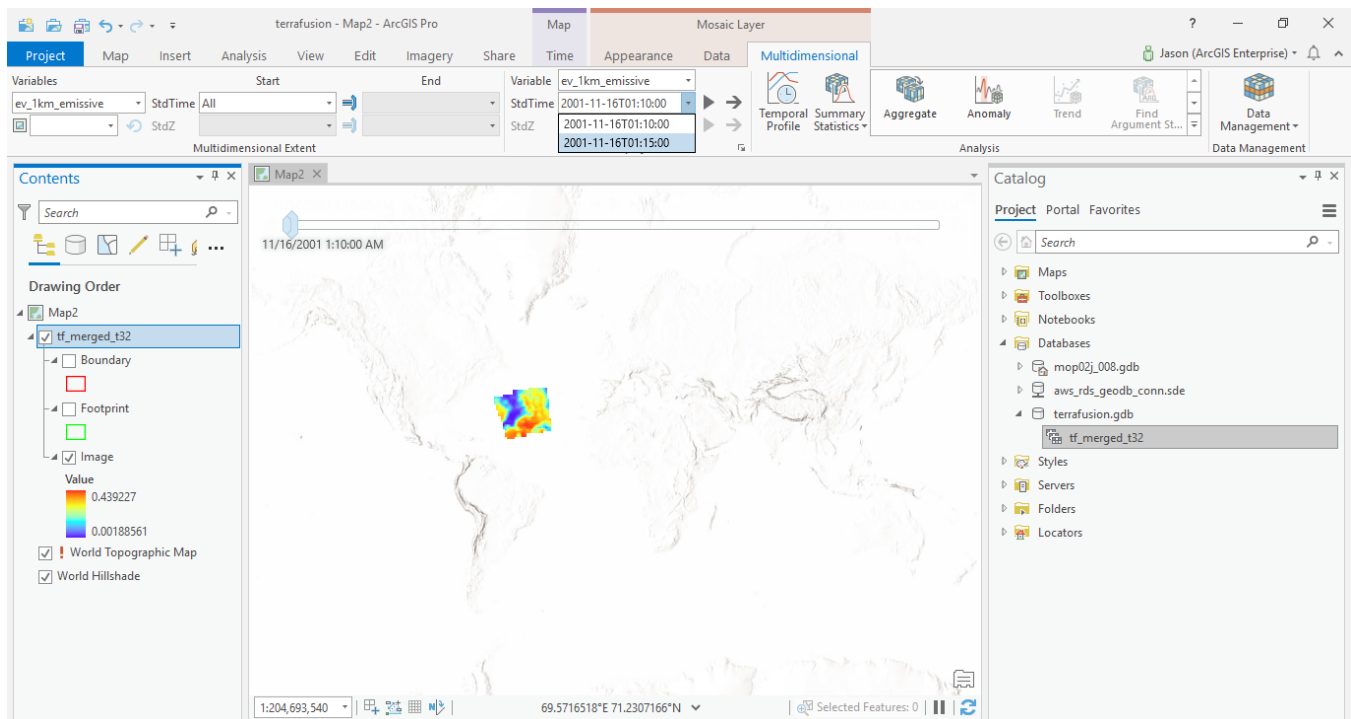 terrafusion - Map2 - ArcGIS Pro
Map
Mosaic Layer
?
Project Map Insert Analysis View Edit Imagery Share Time Appearance Data Multidimensional
Jason (ArcGIS Enterprise)
Variables Start End
ev_1km_emissive StdTime All
StdZ
Multidimensional Extent
Variable ev_1km_emissive
StdTime 2001-11-16T01:10:00
StdZ
2001-11-16T01:10:00
2001-11-16T01:15:00
Temporal Profile
Summary Statistics
Aggregate
Anomaly
Trend
Find Argument St...
Analysis
Data Management
Data Management
Contents
Search
Drawing Order
Map2
tf_merged_t32
Boundary
Footprint
Image
Value
0.439227
0.00188561
! World Topographic Map
World Hillshade
Map2
11/16/2001 1:10:00 AM
1:204,693,540
69.5716518°E 71.2307166°N
Selected Features: 0
Catalog
Project Portal Favorites
Search
Maps
Toolboxes
Notebooks
Databases
mop02j_008.gdb
aws_rds_geodb_conn.sde
terrafusion.gdb
tf_merged_t32
Styles
Servers
Folders
Locators